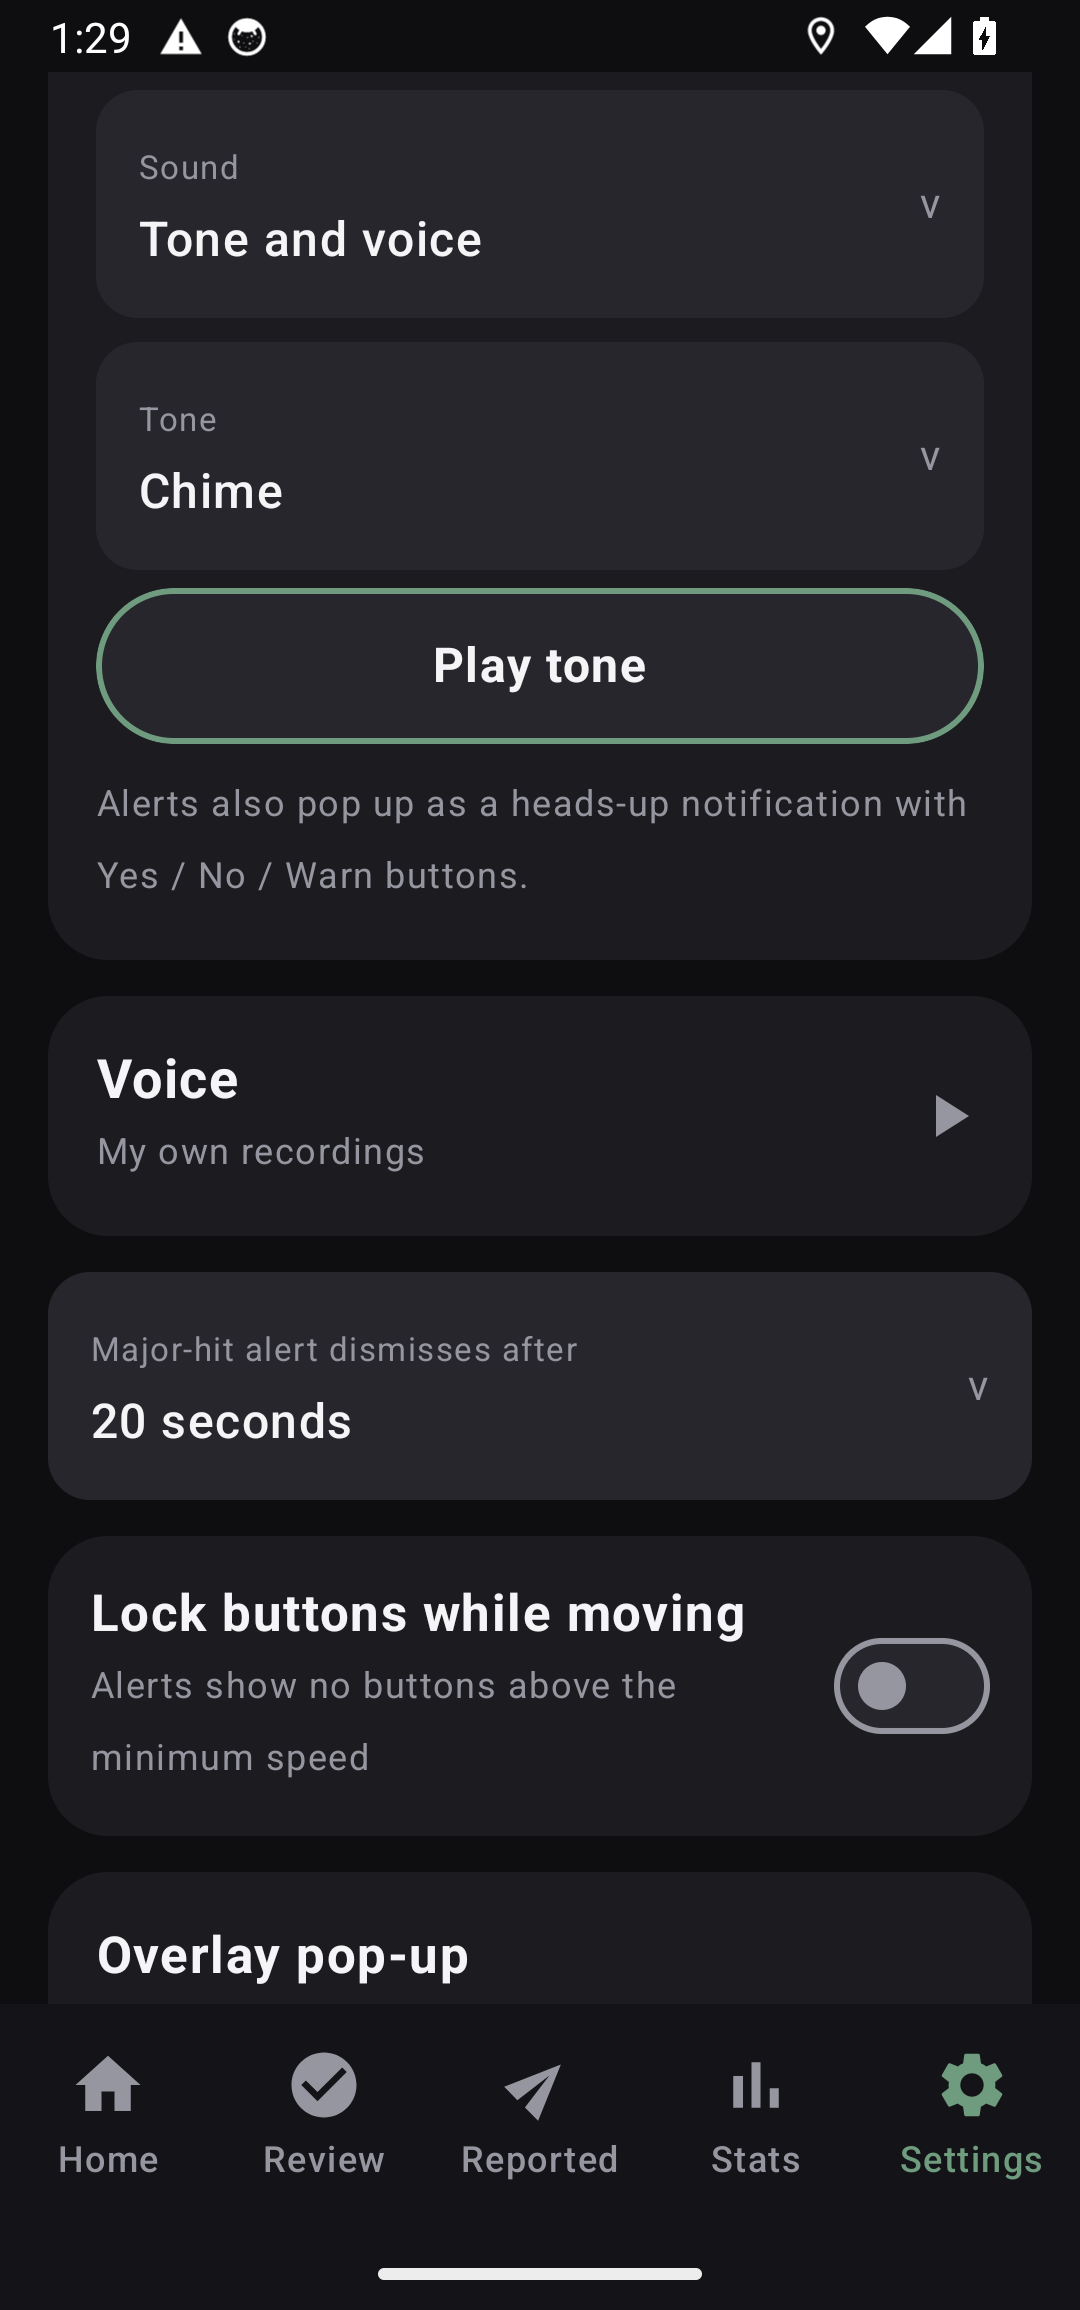 1:29
Sound
Tone and voice
v
Tone
Chime
v
Play tone
Alerts also pop up as a heads-up notification with
Yes / No / Warn buttons.
Voice
My own recordings
Major-hit alert dismisses after
20 seconds
v
Lock buttons while moving
Alerts show no buttons above the
minimum speed
Overlay pop-up
Home
Review
Reported
Stats
Settings